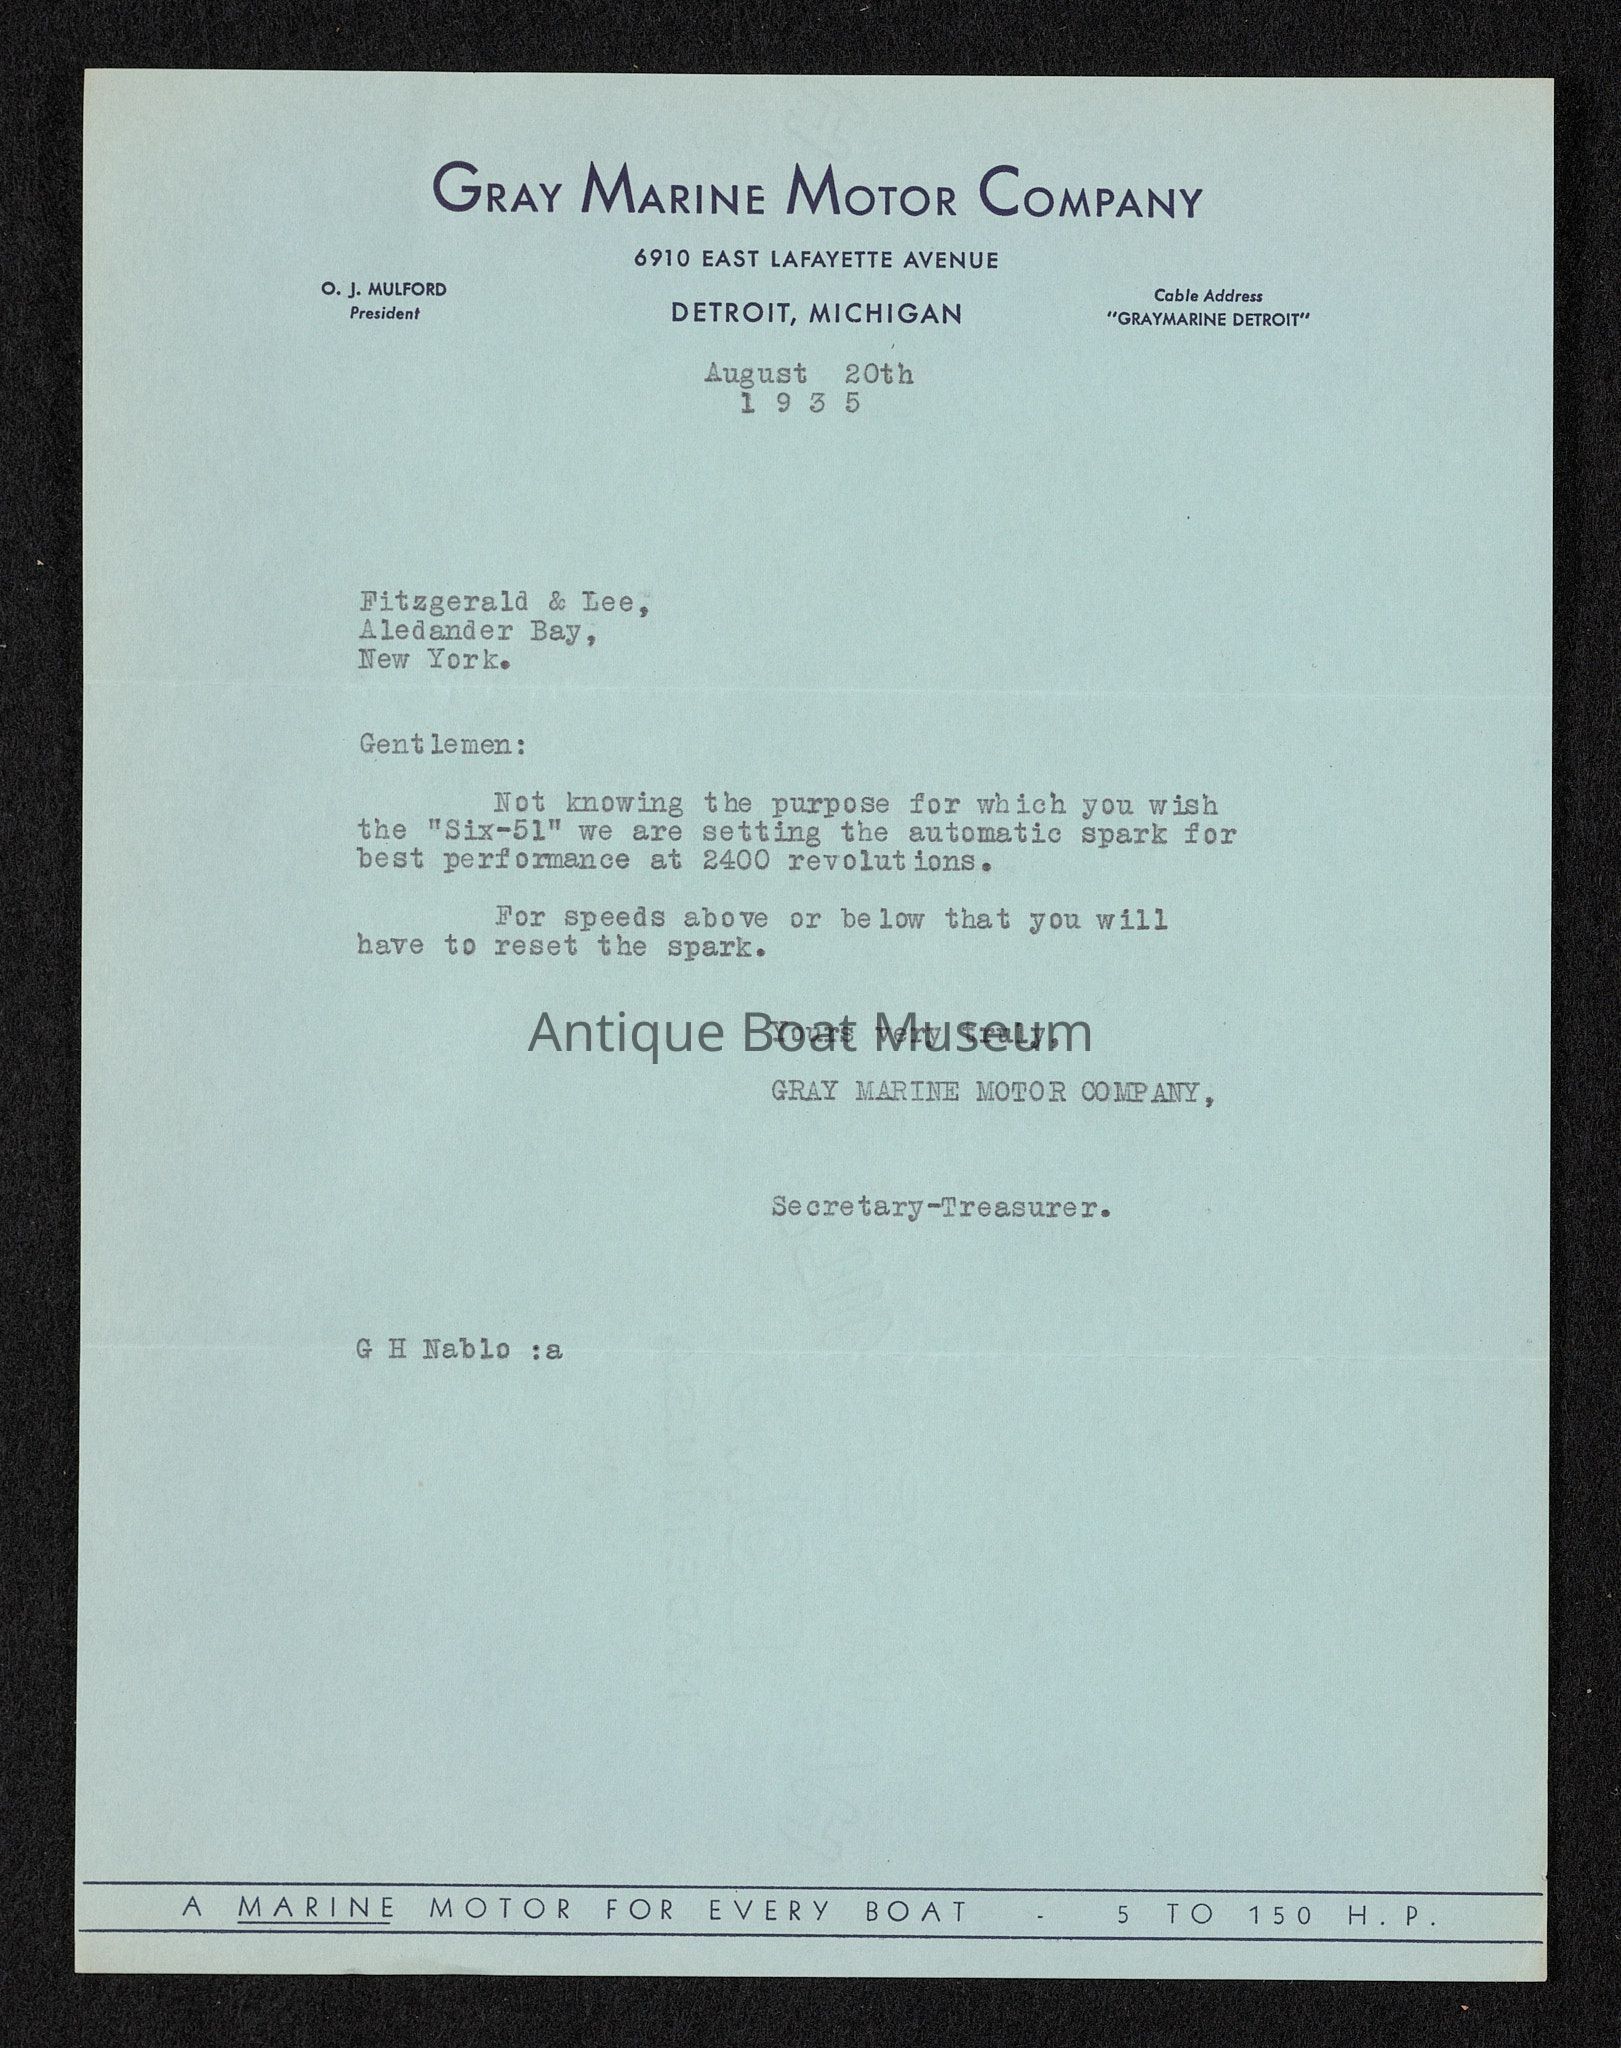 GRAY MARINE MOTOR COMPANY
6910 EAST LAFAYETTE AVENUE
O. J. MULFORD
President
DETROIT, MICHIGAN
Cable Address
"GRAYMARINE DETROIT"
August 20th
1 9 3 5
Fitzgerald & Lee,
Aledander Bay,
New York.
Gentlemen:
Not knowing the purpose for which you wish
the "Six-51" we are setting the automatic spark for
best performance at 2400 revolutions.
For speeds above or below that you will
have to reset the spark.
Yours very truly,
Antique Boat Museum
GRAY MARINE MOTOR COMPANY,
Secretary-Treasurer.
G H Nablo :a
A MARINE MOTOR FOR EVERY BOAT - 5 TO 150 H.P.